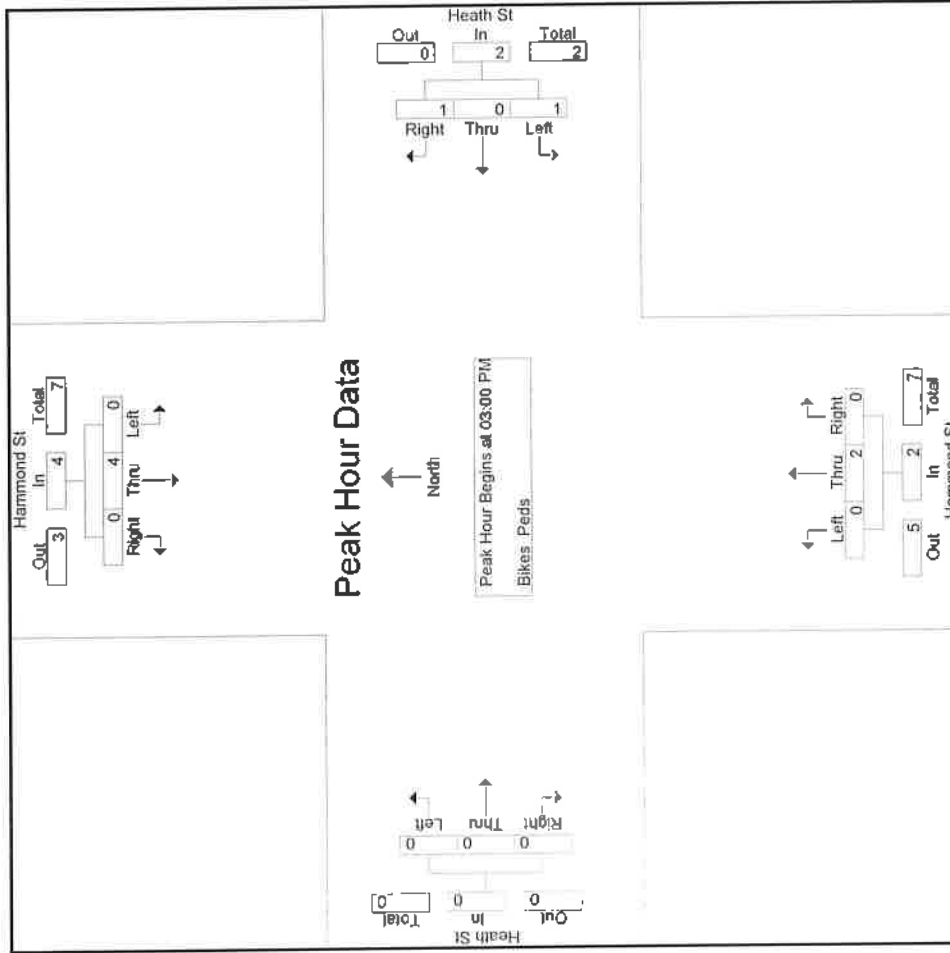 Heath St
Out In Total
0 2 2
1 0 1
Right Thru Left
Hammond St
Out In Total
3 4 7
0 4 0
Right Thru Left
Peak Hour Data
North
Peak Hour Begins at 03:00 PM
Bikes Peds
Left Thru Right
0 2 0
5 2 7
Out In Total
Hammond St
Left Thru Right
0 0 0
0 0 0
Total In Out
Heath St